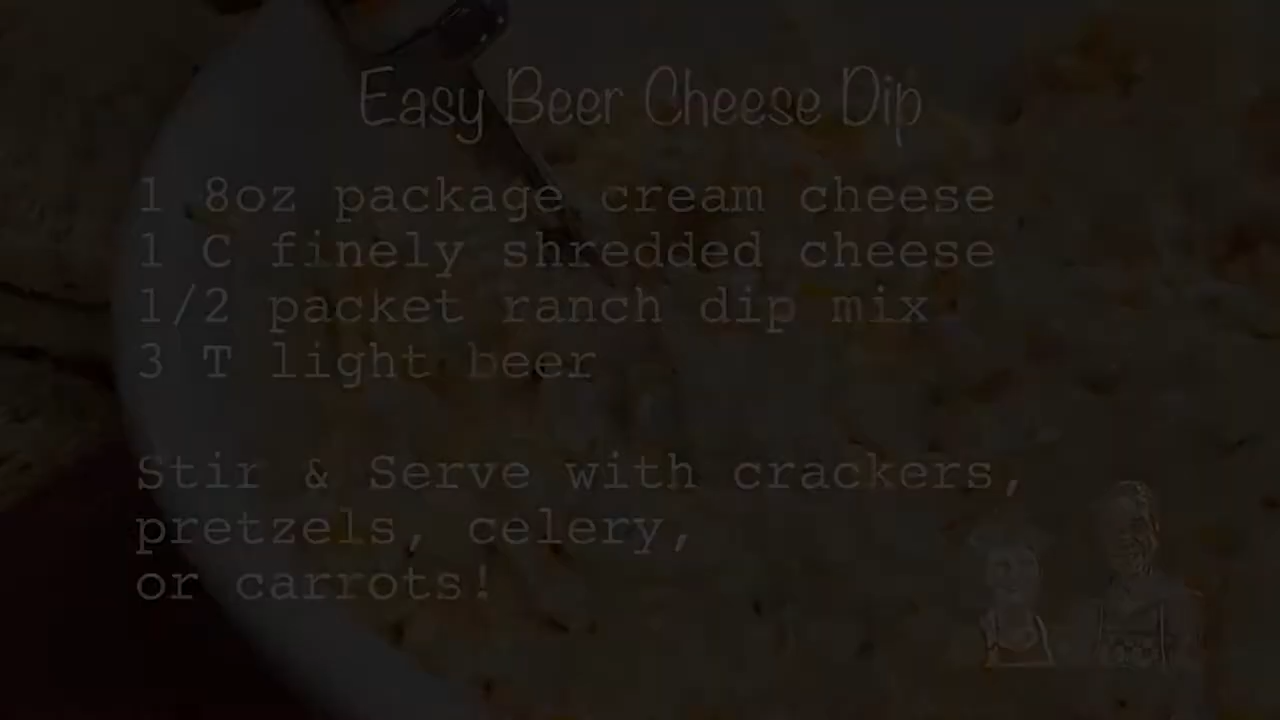 Easy Beer Cheese Dip
1 8oz package cream cheese
1 C finely shredded cheese
1/2 packet ranch dip mix
3 T light beer
Stir & Serve with crackers,
pretzels, celery,
or carrots!